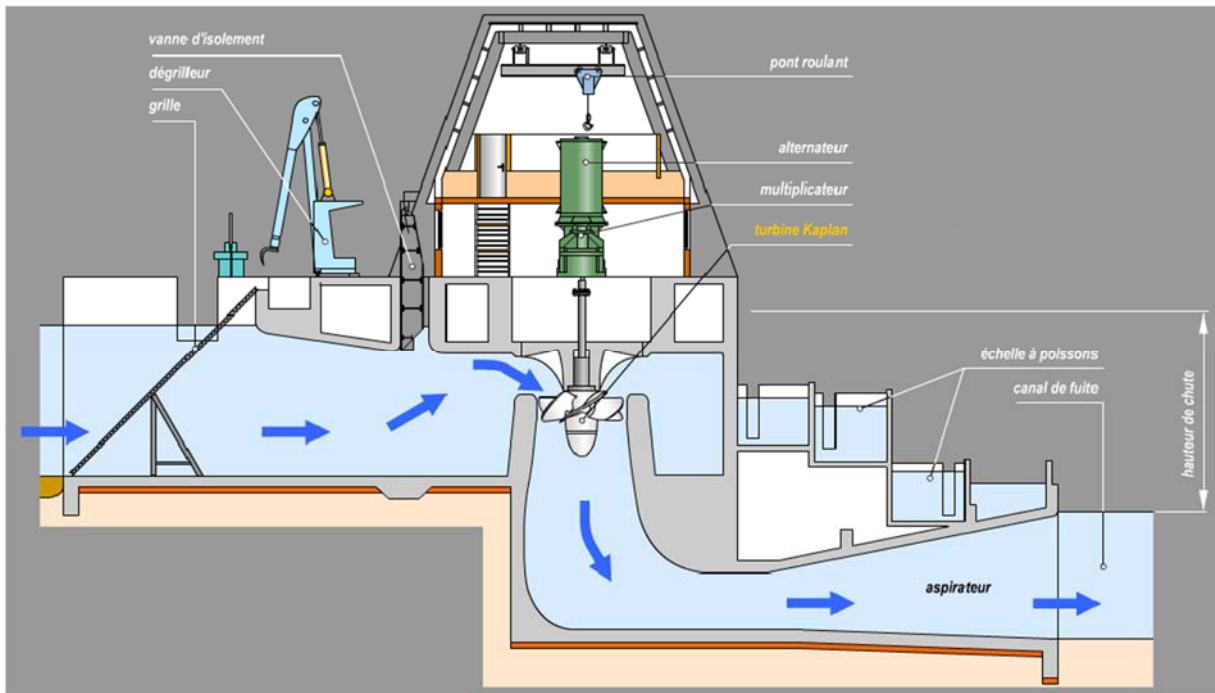 vanne d'isolement
dégrilleur
grille
pont roulant
alternateur
multiplicateur
turbine Kaplan
échelle à poissons
canal de fuite
hauteur de chute
aspirateur